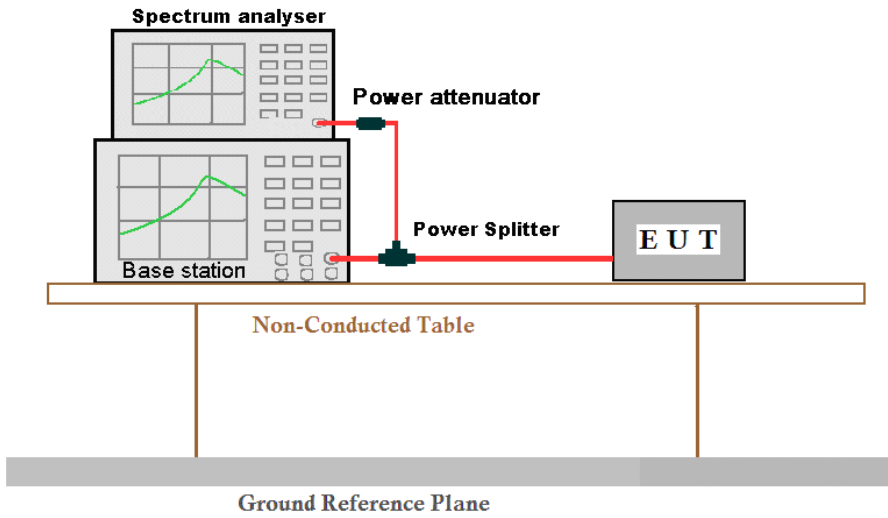 Spectrum analyser
Power attenuator
Power Splitter
E U T
Base station
Non-Conducted Table
Ground Reference Plane